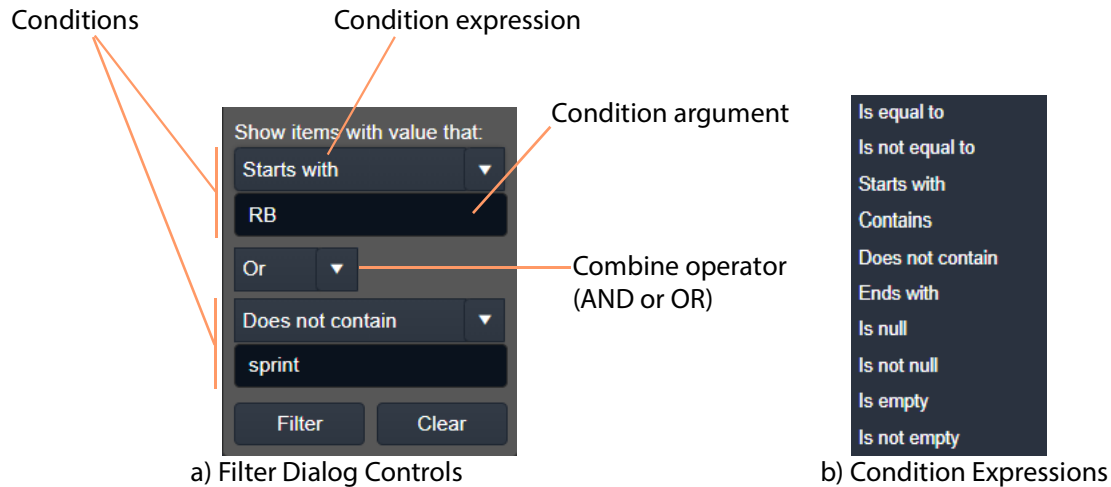 Conditions
Condition expression
Condition argument
Show items with value that:
Starts with
RB
Or
Combine operator
(AND or OR)
Does not contain
sprint
Filter
Clear
a) Filter Dialog Controls
Is equal to
Is not equal to
Starts with
Contains
Does not contain
Ends with
Is null
Is not null
Is empty
Is not empty
b) Condition Expressions